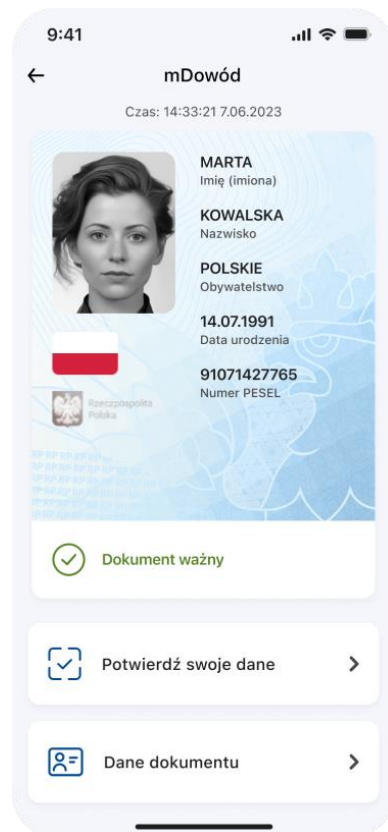 9:41
mDowód
Czas: 14:33:21 7.06.2023
MARTA
Imię (imiona)
KOWALSKA
Nazwisko
POLSKIE
Obywatelstwo
14.07.1991
Data urodzenia
91071427765
Numer PESEL
Rzeczpospolita
Polska
Dokument ważny
Potwierdź swoje dane
Dane dokumentu